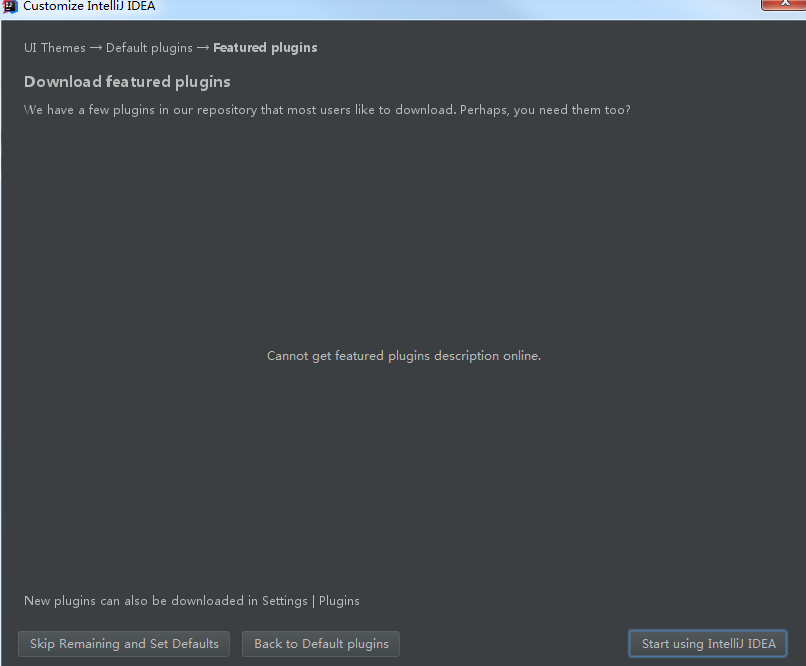 Customize IntelliJ IDEA
UI Themes → Default plugins → Featured plugins
Download featured plugins
We have a few plugins in our repository that most users like to download. Perhaps, you need them too?
Cannot get featured plugins description online.
New plugins can also be downloaded in Settings | Plugins
Skip Remaining and Set Defaults
Back to Default plugins
Start using IntelliJ IDEA